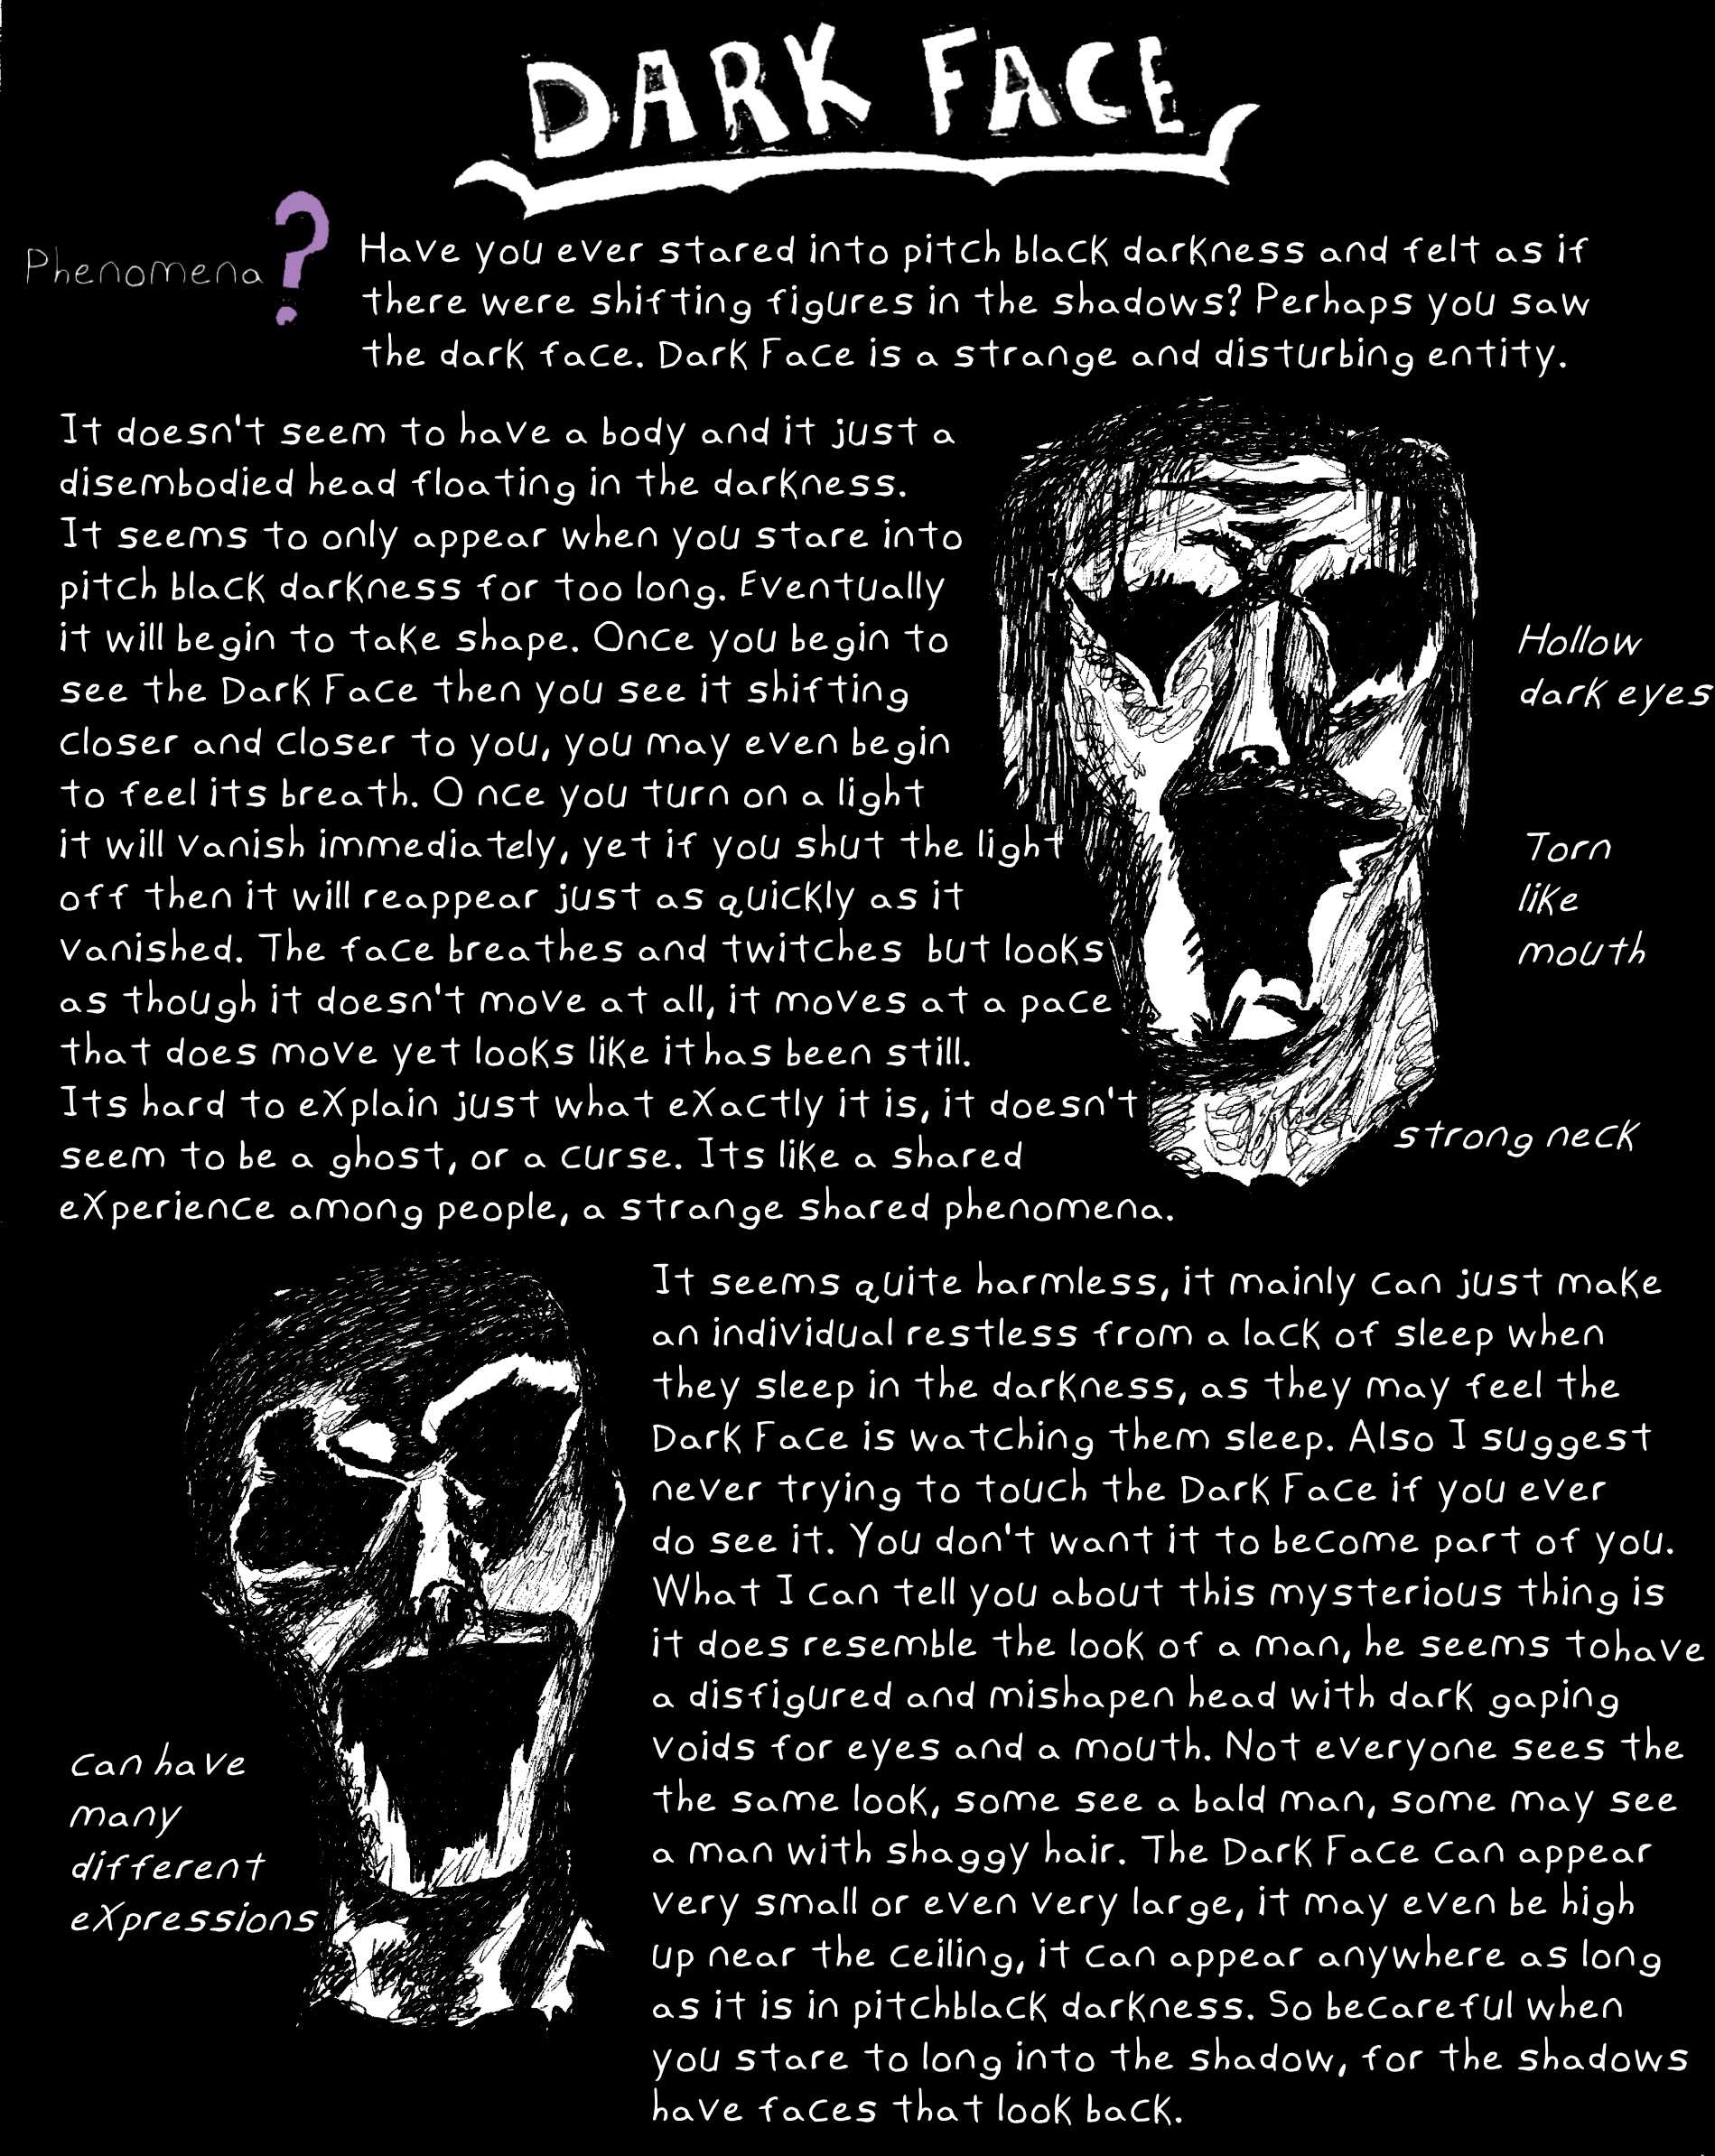 DARK FACE
Phenomena ?
Have you ever stared into pitch black darkness and felt as if
there were shifting figures in the shadows? Perhaps you saw
the dark face. Dark Face is a strange and disturbing entity.
It doesn't seem to have a body and it just a
disembodied head floating in the darkness.
It seems to only appear when you stare into
pitch black darkness for too long. Eventually
it will begin to take shape. Once you begin to
see the Dark Face then you see it shifting
closer and closer to you, you may even begin
to feel its breath. O nce you turn on a light
it will vanish immediately, yet if you shut the light
off then it will reappear just as quickly as it
vanished. The face breathes and twitches but looks
as though it doesn't move at all, it moves at a pace
that does move yet looks like it has been still.
Its hard to explain just what exactly it is, it doesn't
seem to be a ghost, or a curse. Its like a shared
experience among people, a strange shared phenomena.
Hollow
dark eyes
Torn
like
mouth
strong neck
It seems quite harmless, it mainly can just make
an individual restless from a lack of sleep when
they sleep in the darkness, as they may feel the
Dark Face is watching them sleep. Also I suggest
never trying to touch the Dark Face if you ever
do see it. You don't want it to become part of you.
What I can tell you about this mysterious thing is
it does resemble the look of a man, he seems tohave
a disfigured and mishapen head with dark gaping
voids for eyes and a mouth. Not everyone sees the
the same look, some see a bald man, some may see
a man with shaggy hair. The Dark Face can appear
very small or even very large, it may even be high
up near the ceiling, it can appear anywhere as long
as it is in pitchblack darkness. So becareful when
you stare to long into the shadow, for the shadows
have faces that look back.
can have
many
different
expressions